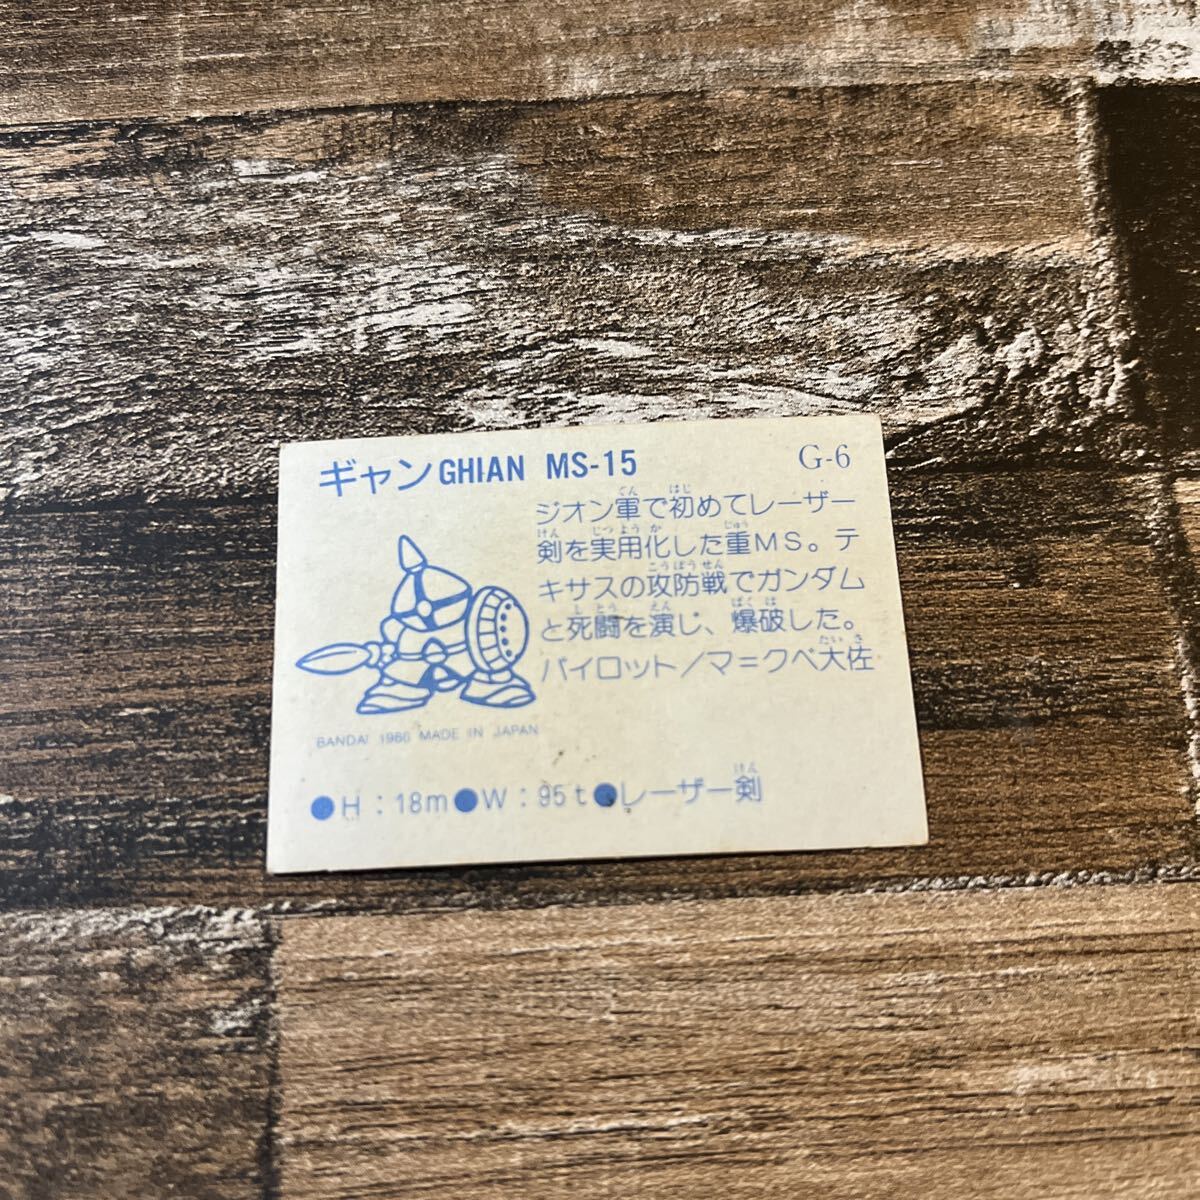 ギャン GHIAN MS-15 G-6
ジオン軍で初めてレーザー
剣を実用化した重MS。テ
キサスの攻防戦でガンダム
と死闘を演じ、爆破した。
パイロット/マ=クベ大佐
BANDAI 1986 MADE IN JAPAN
●H:18m●W:95t●レーザー剣